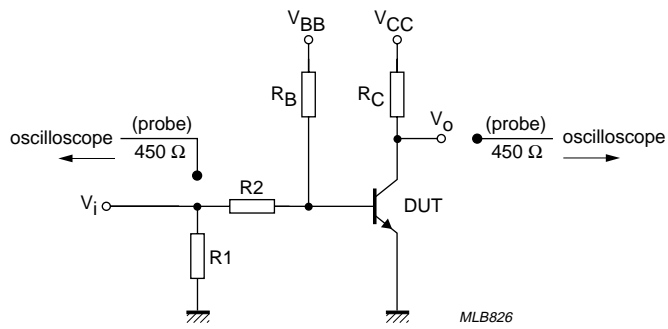 VBB
VCC
RB
RC
Vo
(probe)
450 Ω
oscilloscope
(probe)
450 Ω
oscilloscope
R2
Vi
DUT
R1
MLB826